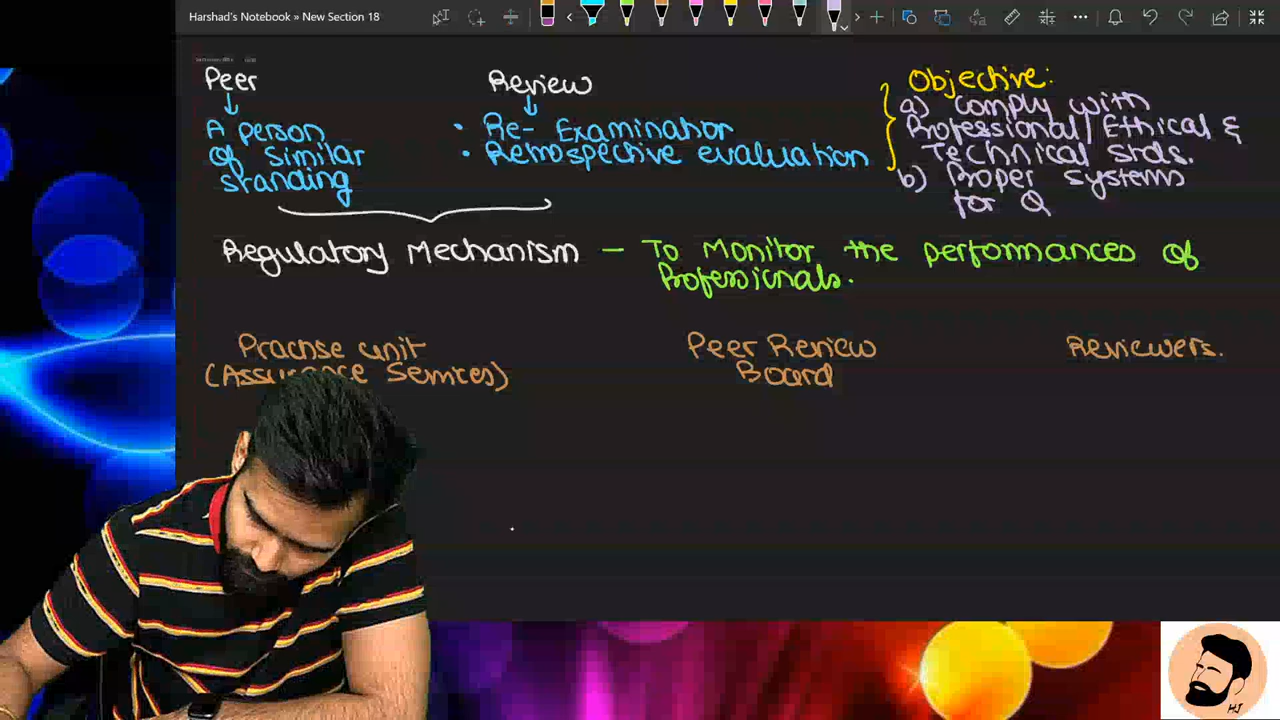 Harshad's Notebook » New Section 18
Peer
Review
A person
of similar
standing
• Re- Examination
• Retrospective evaluation
Objective:
a) comply with
Professional/Ethical &
Technical stds.
b) Proper systems
for Q
Regulatory Mechanism – To Monitor the performances of
Professionals.
Practise unit
(Assurance Services)
Peer Review
Board
Reviewers.
HJ